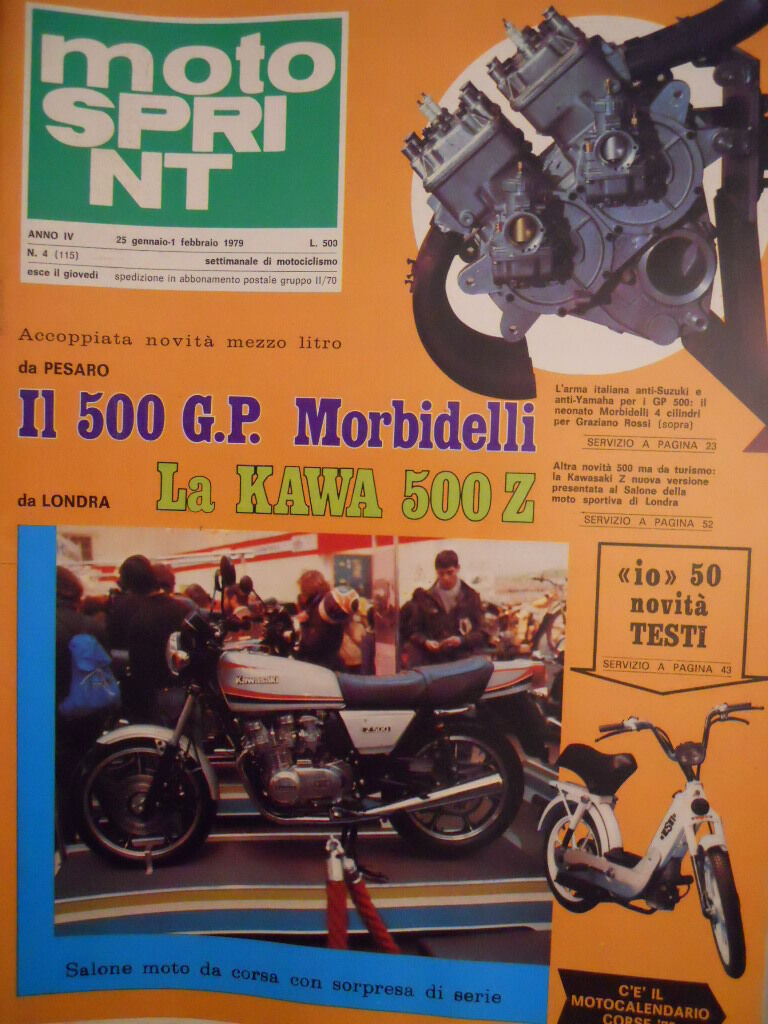 moto
SPRI
NT
ANNO IV 25 gennaio-1 febbraio 1979 L. 500
N. 4 (115) settimanale di motociclismo
esce il giovedì spedizione in abbonamento postale gruppo II/70
Accoppiata novità mezzo litro
da PESARO
Il 500 G.P. Morbidelli
L'arma italiana anti-Suzuki e
anti-Yamaha per i GP 500: il
neonato Morbidelli 4 cilindri
per Graziano Rossi (sopra)
SERVIZIO A PAGINA 23
da LONDRA
La KAWA 500 Z
Altra novità 500 ma da turismo:
la Kawasaki Z nuova versione
presentata al Salone della
moto sportiva di Londra
SERVIZIO A PAGINA 52
«io» 50
novità
TESTI
SERVIZIO A PAGINA 43
Kawasaki
Z500
TESTI
Salone moto da corsa con sorpresa di serie
C'E' IL
MOTOCALENDARIO
CORSE